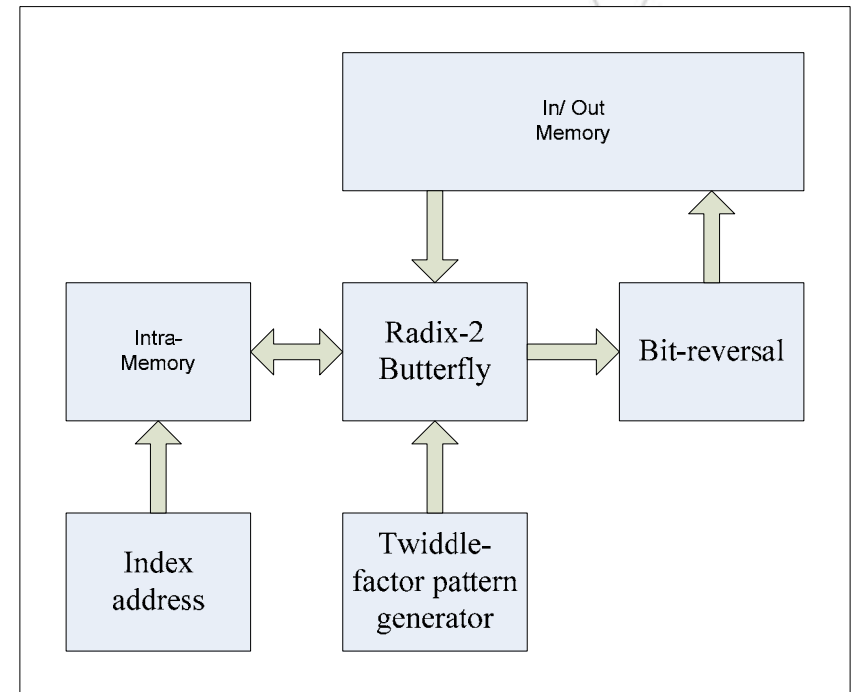 In/ Out
Memory
Intra-
Memory
Radix-2
Butterfly
Bit-reversal
Index
address
Twiddle-
factor pattern
generator